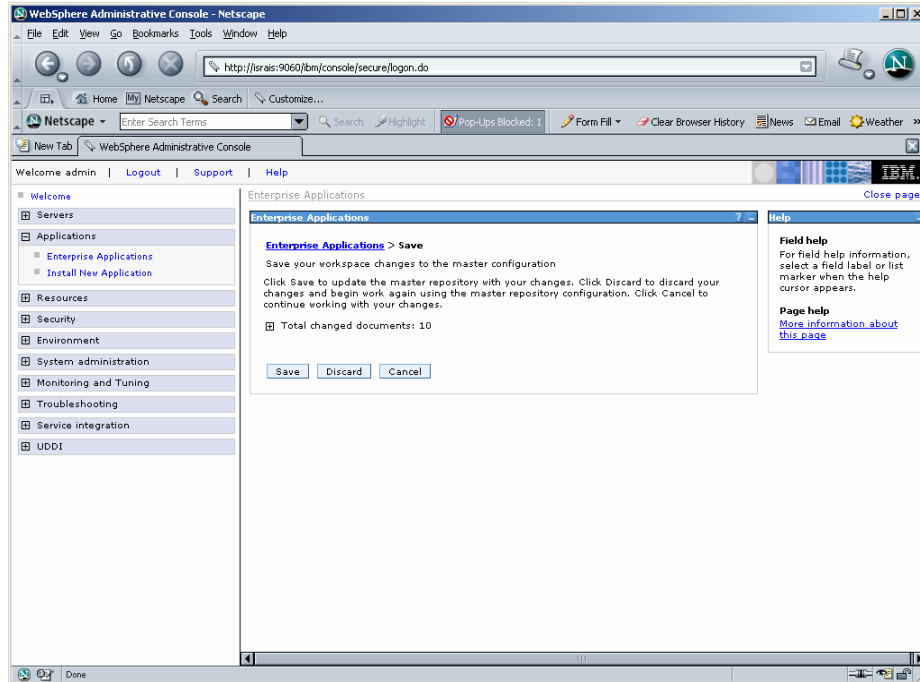 WebSphere Administrative Console - Netscape
File Edit View Go Bookmarks Tools Window Help
http://israis:9060/ibm/console/secure/logon.do
Home My Netscape Search Customize...
Netscape Enter Search Terms Search Highlight Pop-Ups Blocked: 1 Form Fill Clear Browser History News Email Weather »
New Tab WebSphere Administrative Console
Welcome admin | Logout | Support | Help IBM.
Welcome
Servers
Applications
Enterprise Applications
Install New Application
Resources
Security
Environment
System administration
Monitoring and Tuning
Troubleshooting
Service integration
UDDI
Enterprise Applications Close page
Enterprise Applications ? –
Enterprise Applications > Save
Save your workspace changes to the master configuration
Click Save to update the master repository with your changes. Click Discard to discard your
changes and begin work again using the master repository configuration. Click Cancel to
continue working with your changes.
Total changed documents: 10
Save Discard Cancel
Help
Field help
For field help information,
select a field label or list
marker when the help
cursor appears.
Page help
More information about
this page
Done